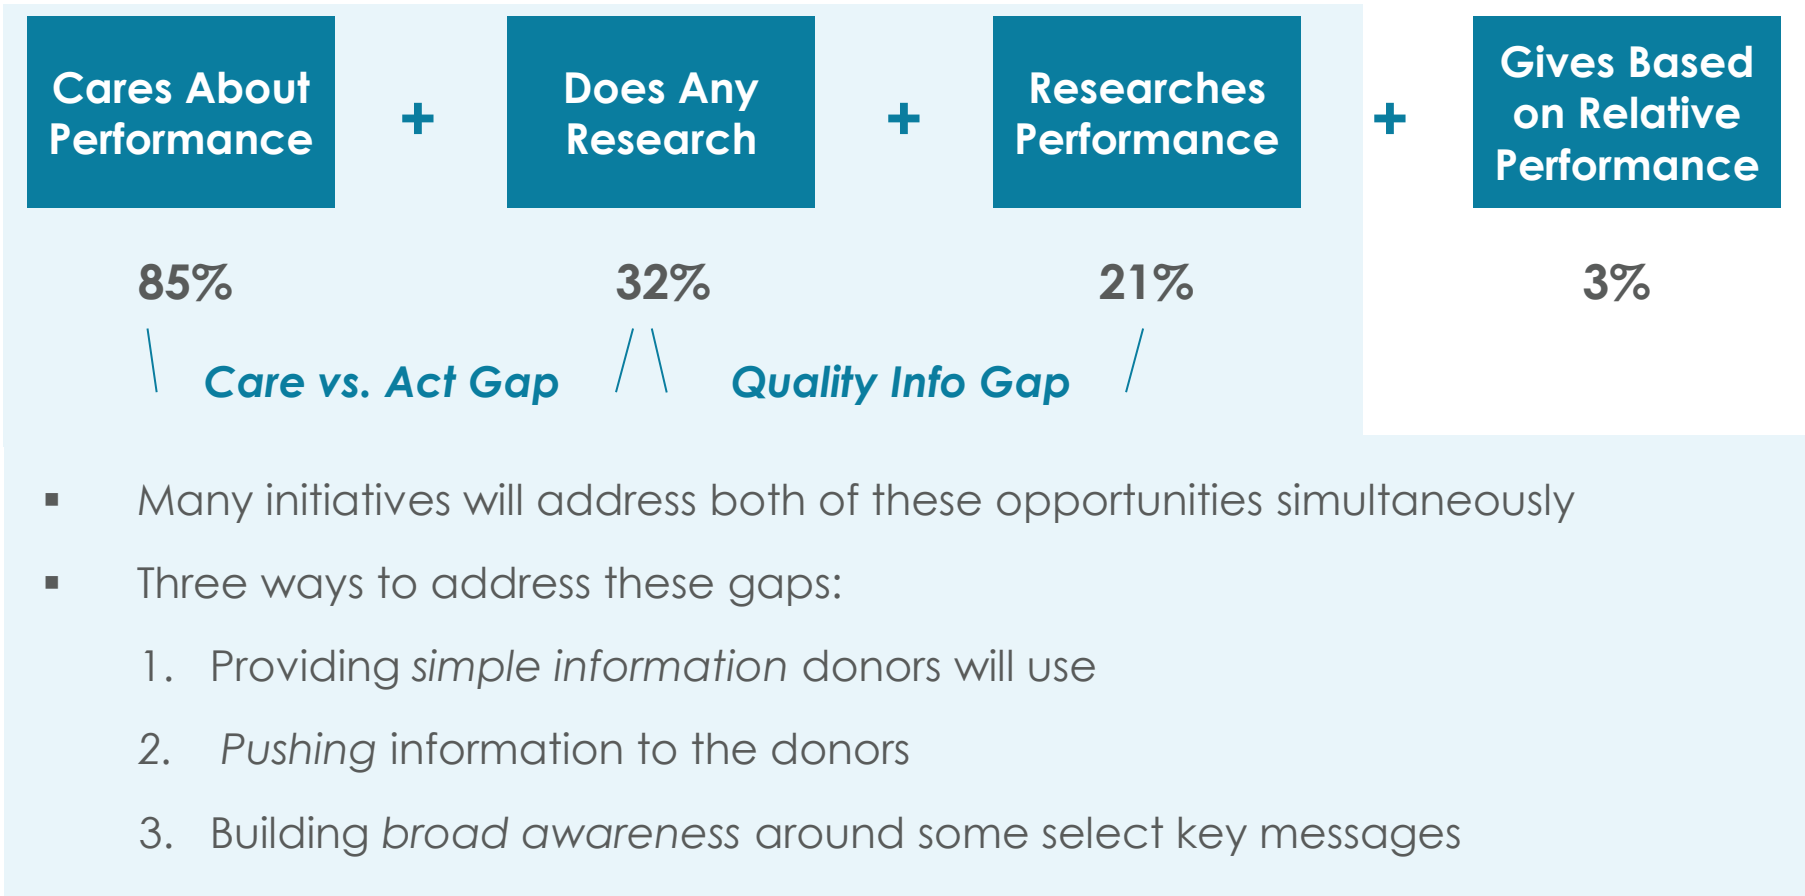 Cares About
Performance
+
Does Any
Research
+
Researches
Performance
+
Gives Based
on Relative
Performance
85%
32%
21%
3%
Care vs. Act Gap
Quality Info Gap
▪ Many initiatives will address both of these opportunities simultaneously
▪ Three ways to address these gaps:
1. Providing simple information donors will use
2. Pushing information to the donors
3. Building broad awareness around some select key messages